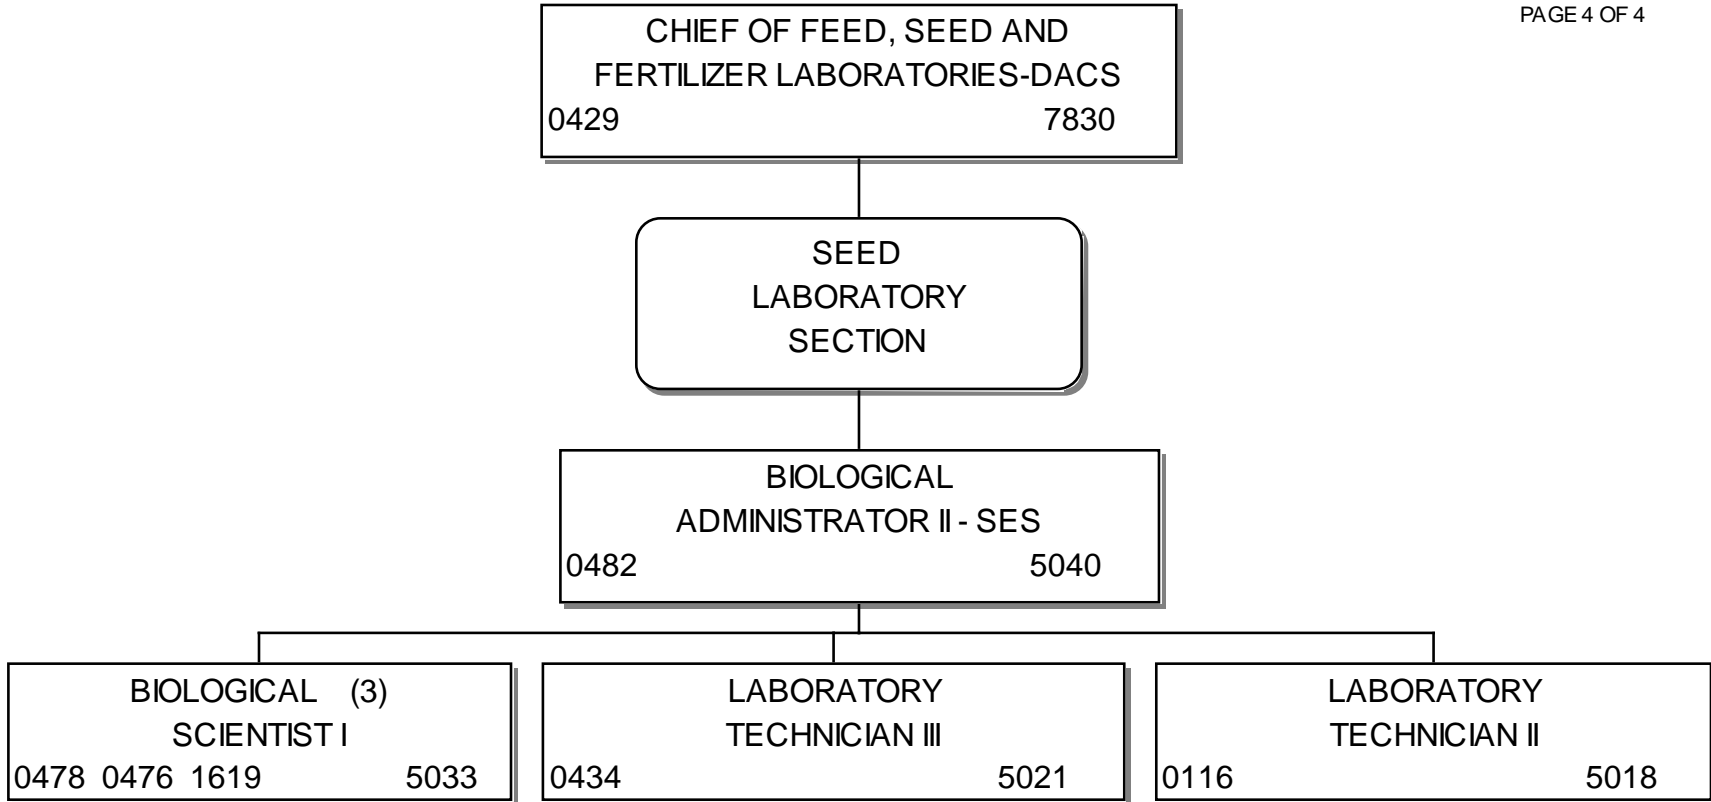 PAGE 4 OF 4
CHIEF OF FEED, SEED AND
FERTILIZER LABORATORIES-DACS
0429 7830
SEED
LABORATORY
SECTION
BIOLOGICAL
ADMINISTRATOR II - SES
0482 5040
BIOLOGICAL (3)
SCIENTIST I
0478 0476 1619 5033
LABORATORY
TECHNICIAN III
0434 5021
LABORATORY
TECHNICIAN II
0116 5018